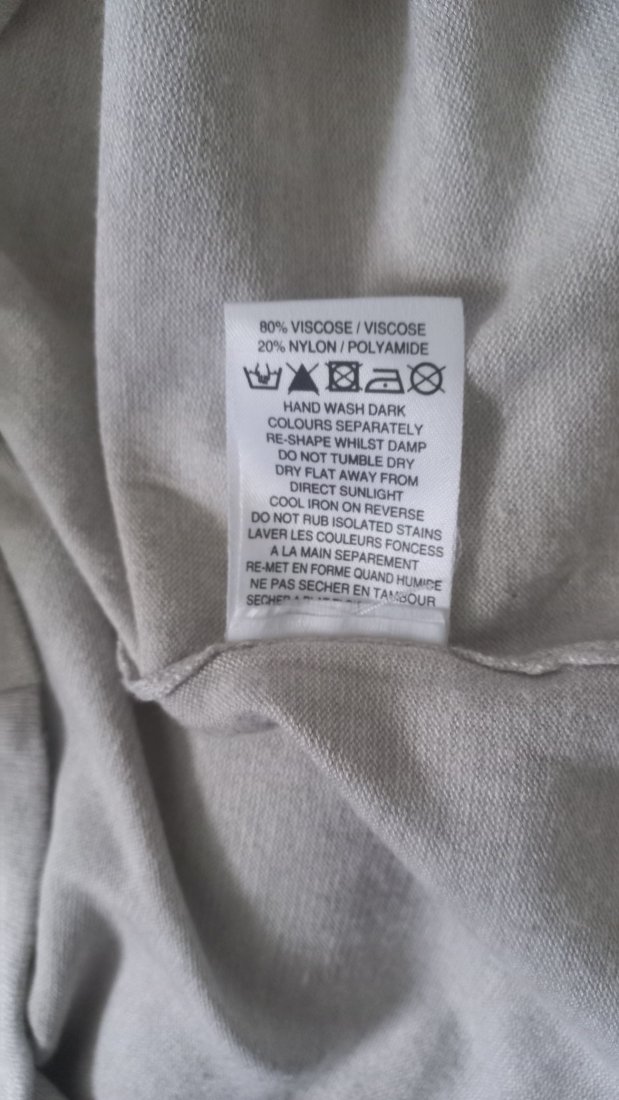 80% VISCOSE / VISCOSE
20% NYLON / POLYAMIDE
HAND WASH DARK
COLOURS SEPARATELY
RE-SHAPE WHILST DAMP
DO NOT TUMBLE DRY
DRY FLAT AWAY FROM
DIRECT SUNLIGHT
COOL IRON ON REVERSE
DO NOT RUB ISOLATED STAINS
LAVER LES COULEURS FONCESS
A LA MAIN SEPAREMENT
RE-MET EN FORME QUAND HUMIDE
NE PAS SECHER EN TAMBOUR
SECHER A PLAT